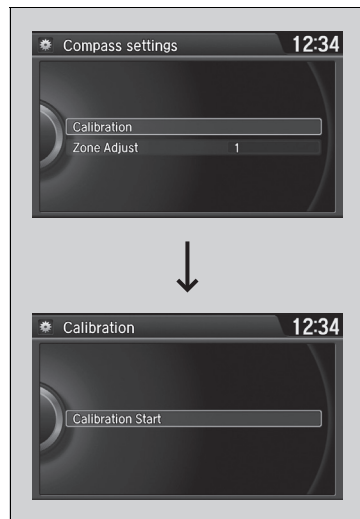 Compass settings 12:34
Calibration
Zone Adjust 1
Calibration 12:34
Calibration Start